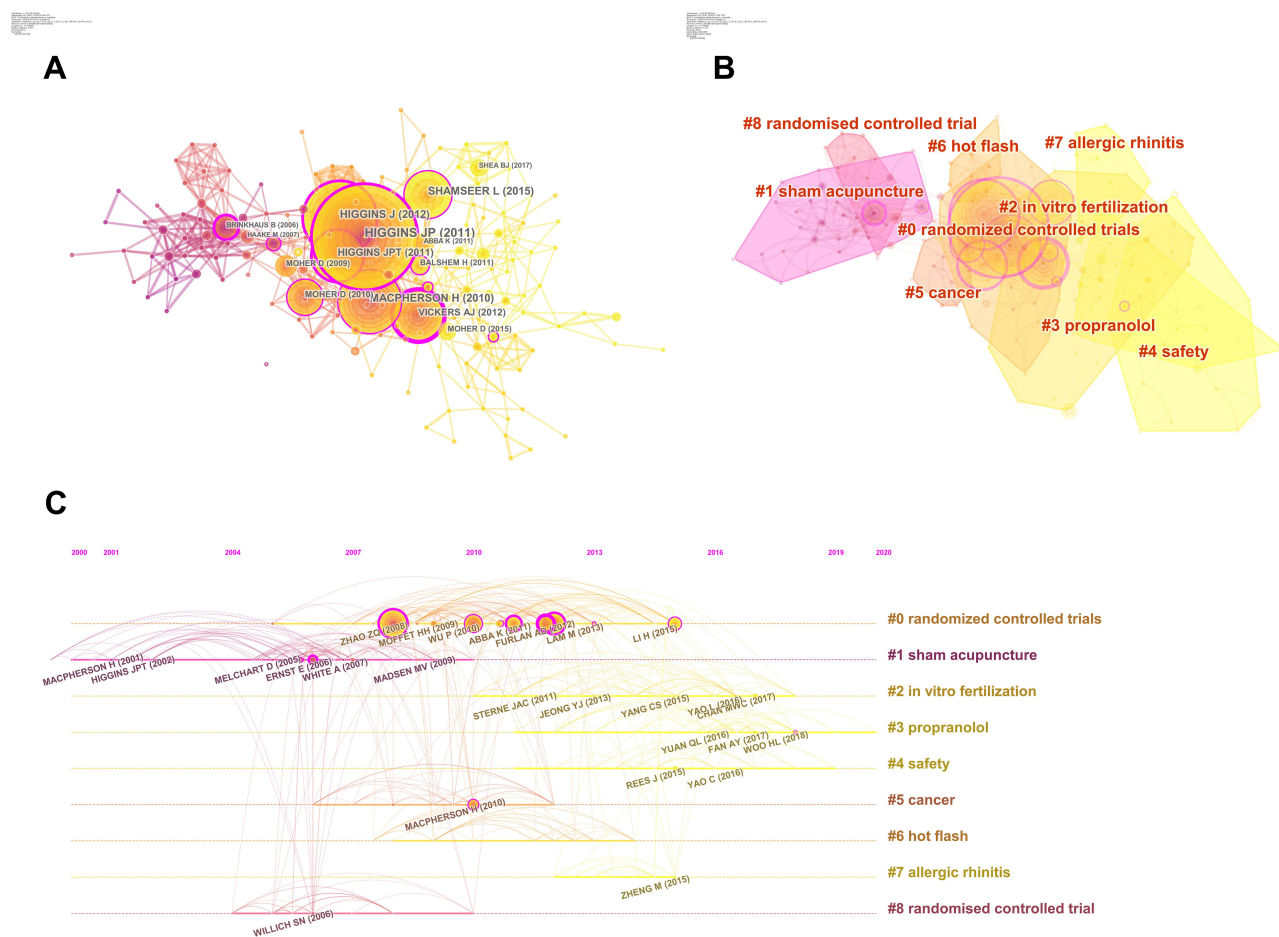 A
B
SHEA BJ (2017)
SHAMSEER L (2015)
HIGGINS J (2012)
BRINKHAUS B (2006)
HAAKE M (2007)
HIGGINS JP (2011)
ABBA K (2011)
HIGGINS JPT (2011)
MOHER D (2009)
BALSHEM H (2011)
MOHER D (2010)
MACPHERSON H (2010)
VICKERS AJ (2012)
MOHER D (2015)
#8 randomised controlled trial
#6 hot flash
#7 allergic rhinitis
#1 sham acupuncture
#2 in vitro fertilization
#0 randomized controlled trials
#5 cancer
#3 propranolol
#4 safety
C
2000 2001 2004 2007 2010 2013 2016 2019 2020
#0 randomized controlled trials
ZHAO ZQ (2008)
MOFFET HH (2009)
WU P (2010)
ABBA K (2011)
FURLAN AD (2012)
LAM M (2013)
LI H (2015)
#1 sham acupuncture
MACPHERSON H (2001)
HIGGINS JPT (2002)
MELCHART D (2005)
ERNST E (2006)
WHITE A (2007)
MADSEN MV (2009)
#2 in vitro fertilization
STERNE JAC (2011)
JEONG YJ (2013)
YANG CS (2015)
YAO L (2016)
CHAN MWC (2017)
#3 propranolol
YUAN QL (2016)
FAN AY (2017)
WOO HL (2018)
#4 safety
REES J (2015)
YAO C (2016)
#5 cancer
MACPHERSON H (2010)
#6 hot flash
#7 allergic rhinitis
ZHENG M (2015)
#8 randomised controlled trial
WILLICH SN (2006)